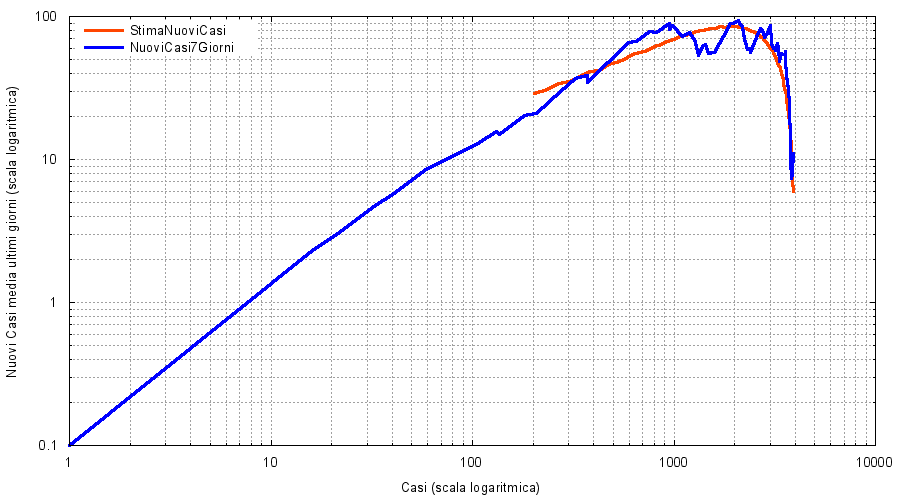 100
StimaNuoviCasi
NuoviCasi7Giorni
10
1
0.1
Nuovi Casi media ultimi giorni (scala logaritmica)
1
10
100
1000
10000
Casi (scala logaritmica)